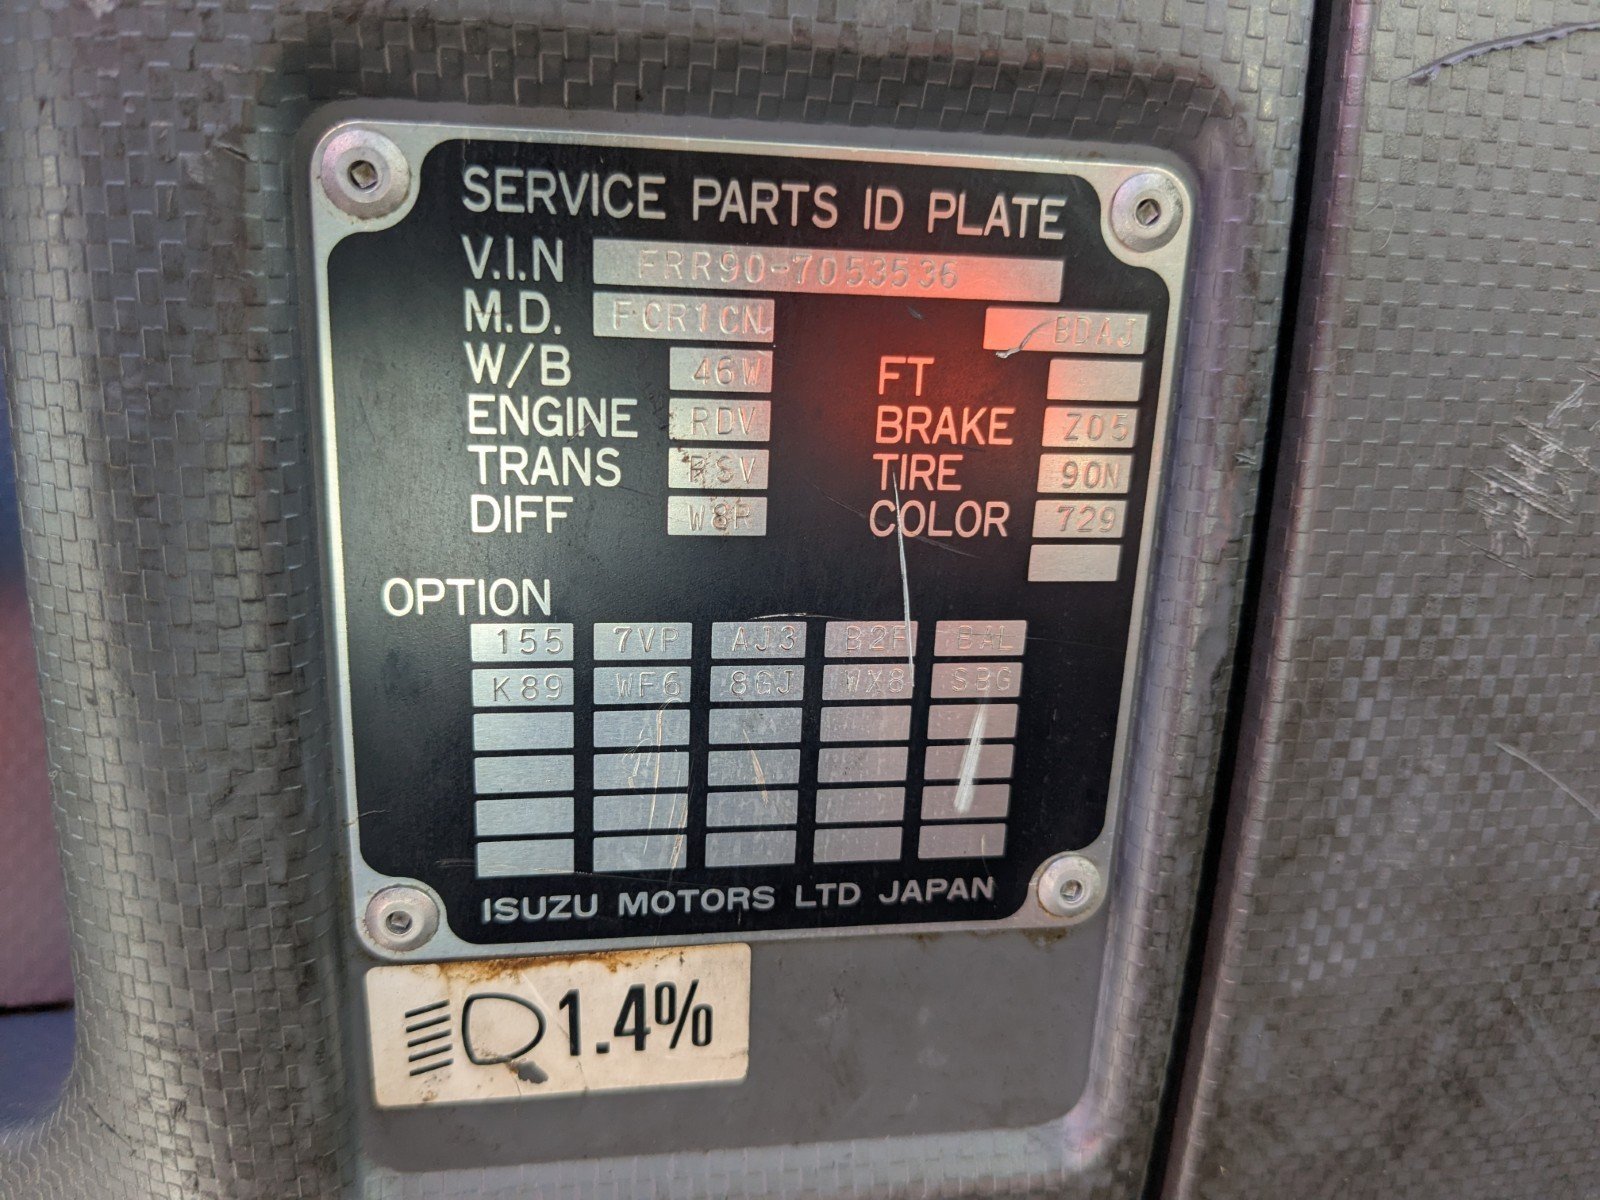 SERVICE PARTS ID PLATE
V.I.N FRR90-7053536
M.D. FCR1CN BDAJ
W/B 46W FT
ENGINE RDV BRAKE Z05
TRANS RSV TIRE 90N
DIFF W8R COLOR 729
OPTION
155 7VP AJ3 B2F BAL
K89 WF6 8GJ WX8 SBG
ISUZU MOTORS LTD JAPAN
1.4%